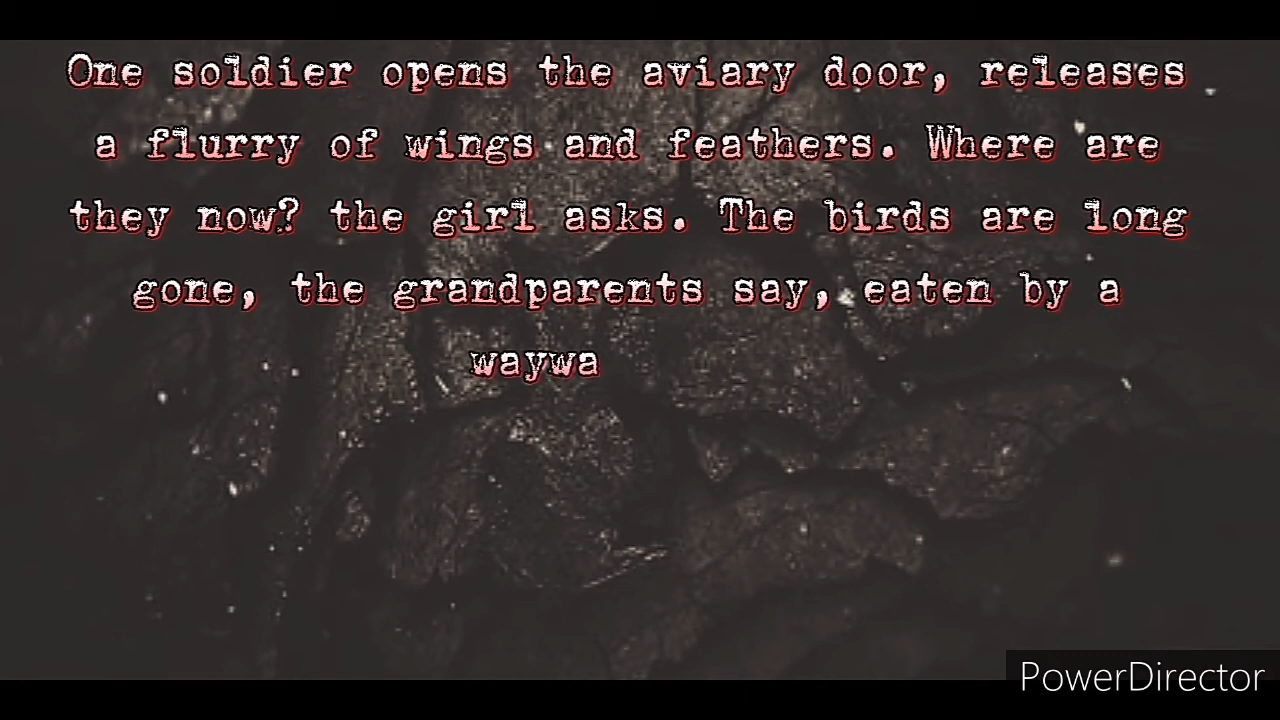 One soldier opens the aviary door, releases
a flurry of wings and feathers. Where are
they now? the girl asks. The birds are long
gone, the grandparents say, eaten by a
waywa
PowerDirector